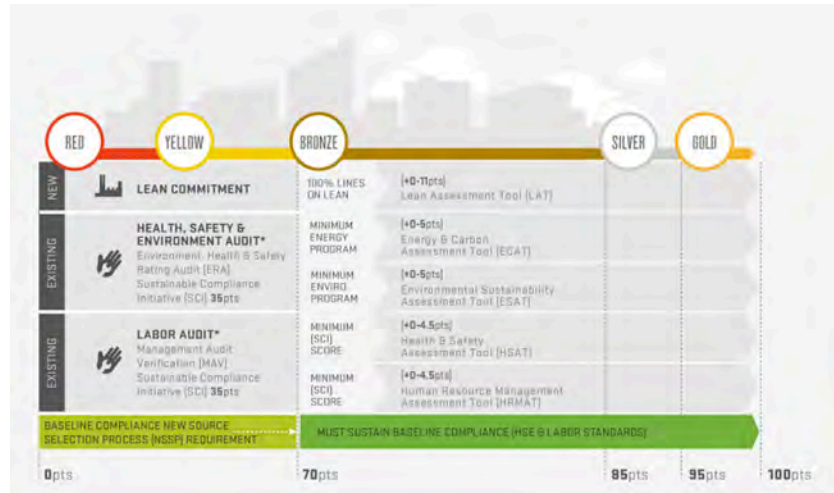 RED
YELLOW
BRONZE
SILVER
GOLD
NEW
LEAN COMMITMENT
100% LINES
ON LEAN
(+0-11pts)
Lean Assessment Tool (LAT)
EXISTING
HEALTH, SAFETY &
ENVIRONMENT AUDIT*
Environment, Health & Safety
Rating Audit (ERA)
Sustainable Compliance
Initiative (SCI) 35pts
MINIMUM
ENERGY
PROGRAM
(+0-5pts)
Energy & Carbon
Assessment Tool (ECAT)
MINIMUM
ENVIRO
PROGRAM
(+0-5pts)
Environmental Sustainability
Assessment Tool (ESAT)
EXISTING
LABOR AUDIT*
Management Audit
Verification (MAV)
Sustainable Compliance
Initiative (SCI) 35pts
MINIMUM
(SCI)
SCORE
(+0-4.5pts)
Health & Safety
Assessment Tool (HSAT)
MINIMUM
(SCI)
SCORE
(+0-4.5pts)
Human Resource Management
Assessment Tool (HRMAT)
BASELINE COMPLIANCE NEW SOURCE
SELECTION PROCESS (NSSP) REQUIREMENT
MUST SUSTAIN BASELINE COMPLIANCE (HSE & LABOR STANDARDS)
0pts
70pts
85pts
95pts
100pts